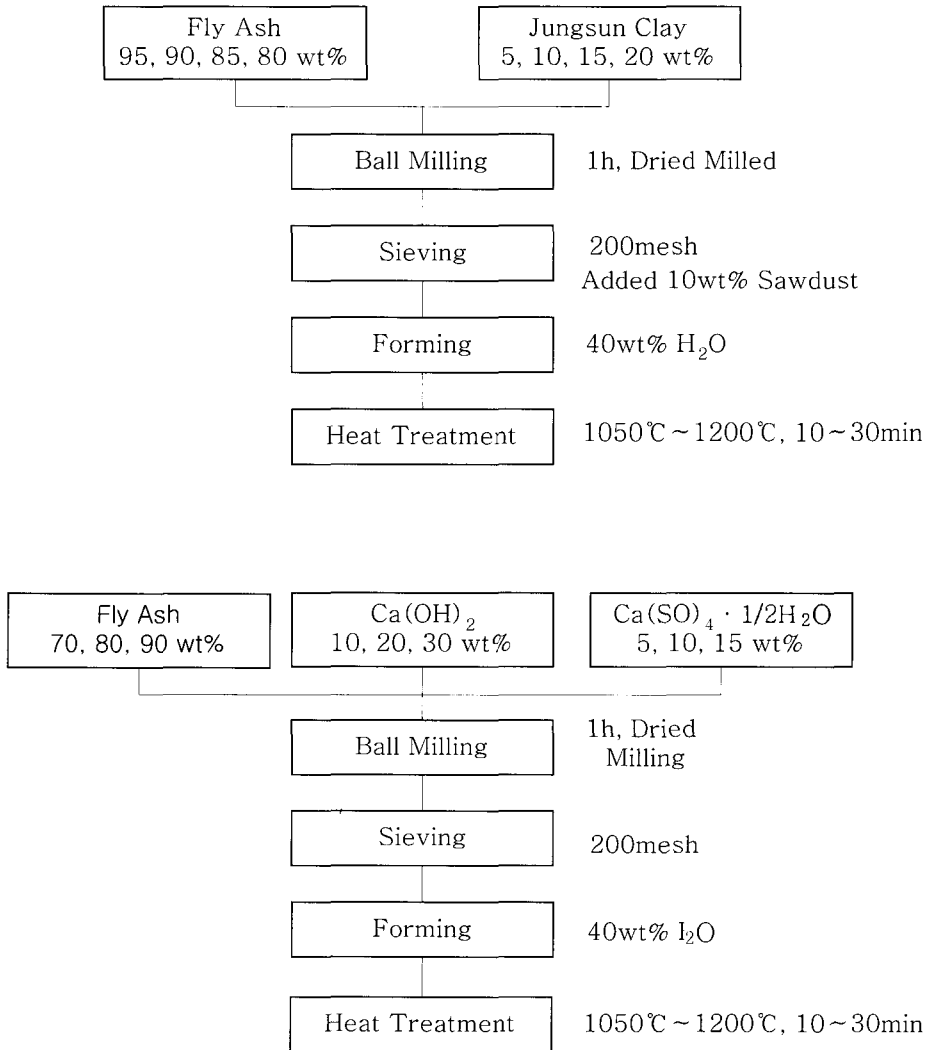 Fly Ash
95, 90, 85, 80 wt%
Jungsun Clay
5, 10, 15, 20 wt%
Ball Milling
1h, Dried Milled
Sieving
200mesh
Added 10wt% Sawdust
Forming
40wt% H₂O
Heat Treatment
1050℃~1200℃, 10~30min
Fly Ash
70, 80, 90 wt%
Ca(OH)₂
10, 20, 30 wt%
Ca(SO)₄ · 1/2H₂O
5, 10, 15 wt%
Ball Milling
1h, Dried
Milling
Sieving
200mesh
Forming
40wt% I₂O
Heat Treatment
1050℃~1200℃, 10~30min